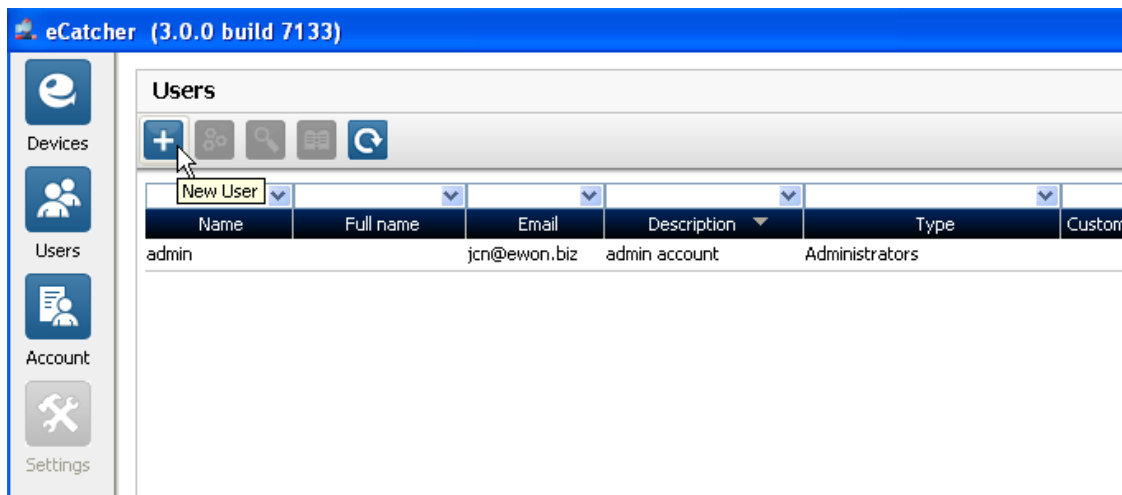 eCatcher (3.0.0 build 7133)
Devices
Users
Account
Settings
Users
New User
Name Full name Email Description Type Custom
admin jcn@ewon.biz admin account Administrators